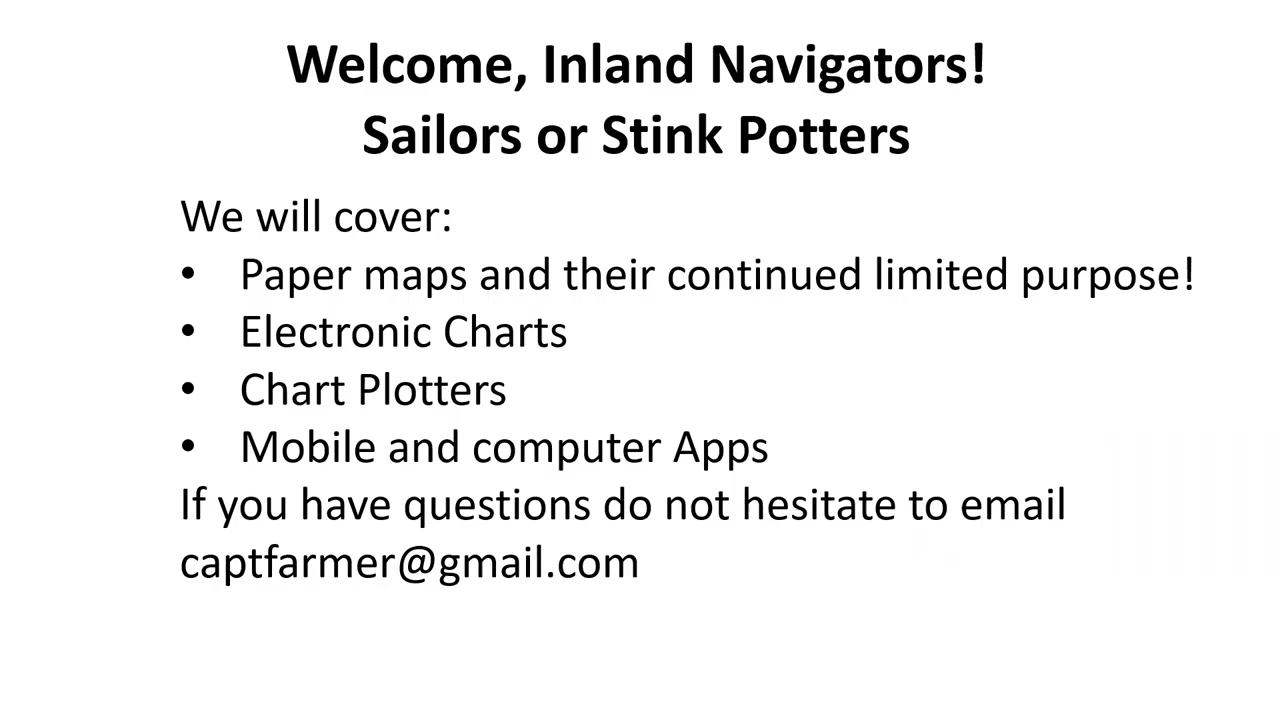 Welcome, Inland Navigators!
Sailors or Stink Potters
We will cover:
• Paper maps and their continued limited purpose!
• Electronic Charts
• Chart Plotters
• Mobile and computer Apps
If you have questions do not hesitate to email
captfarmer@gmail.com